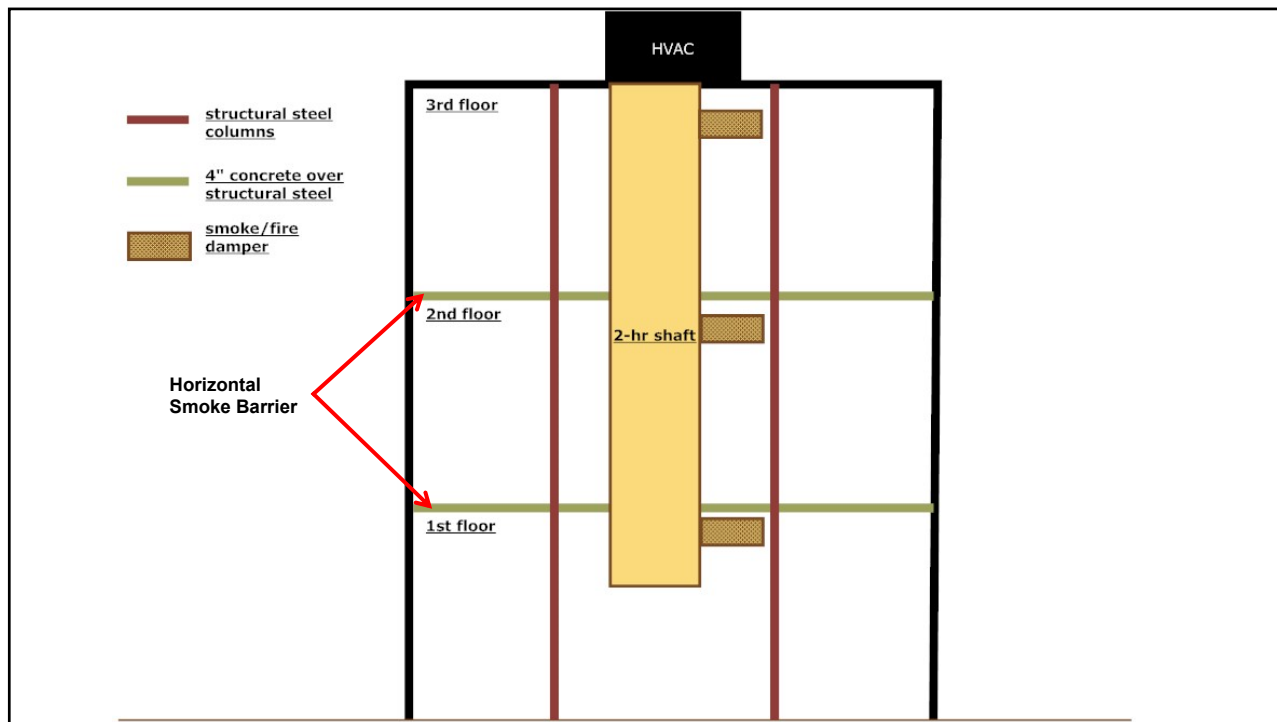 HVAC
3rd floor
structural steel
columns
4" concrete over
structural steel
smoke/fire
damper
2nd floor
2-hr shaft
Horizontal
Smoke Barrier
1st floor